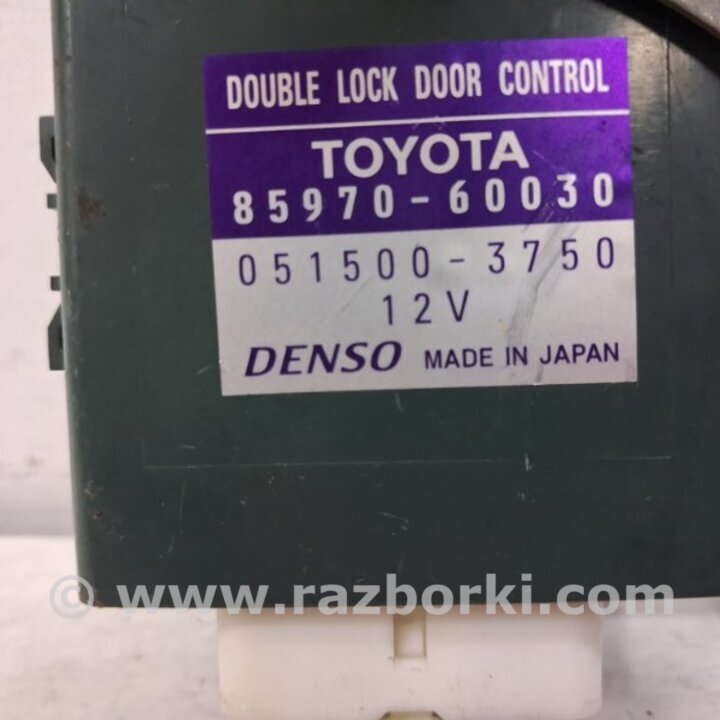 DOUBLE LOCK DOOR CONTROL
TOYOTA
85970-60030
051500-3750
12V
DENSO MADE IN JAPAN
© www.razborki.com